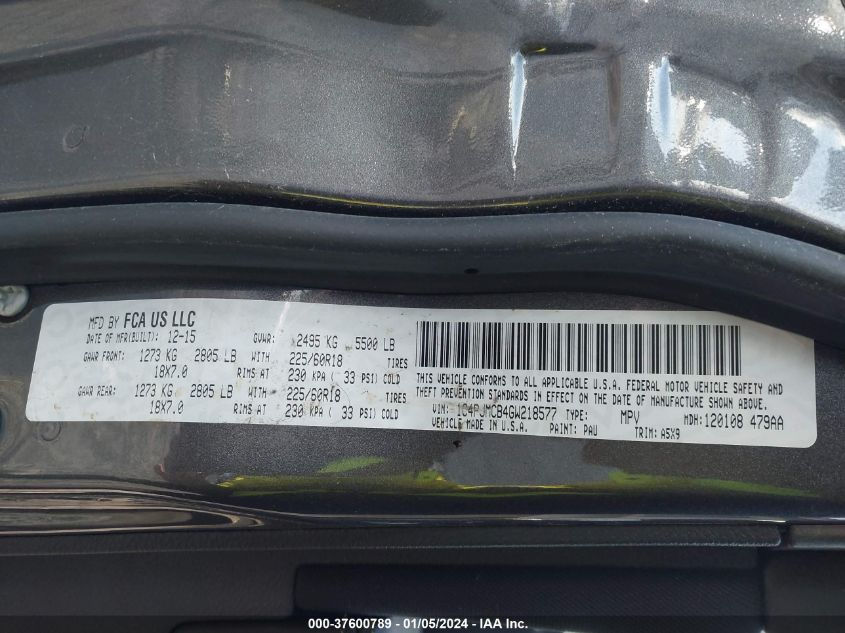 MFD BY FCA US LLC
DATE OF MFR(BUILT): 12-15 GVWR: 2495 KG 5500 LB
GAWR FRONT: 1273 KG 2805 LB WITH 225/60R18 TIRES
18X7.0 RIMS AT 230 KPA ( 33 PSI) COLD
GAWR REAR: 1273 KG 2805 LB WITH 225/60R18 TIRES
18X7.0 RIMS AT 230 KPA ( 33 PSI) COLD
THIS VEHICLE CONFORMS TO ALL APPLICABLE U.S.A. FEDERAL MOTOR VEHICLE SAFETY AND
THEFT PREVENTION STANDARDS IN EFFECT ON THE DATE OF MANUFACTURE SHOWN ABOVE.
VIN: 1C4PJMCB4GW218577 TYPE: MPV MDH:120108 479AA
VEHICLE MADE IN U.S.A. PAINT: PAU TRIM: A5X9
000-37600789 - 01/05/2024 - IAA Inc.